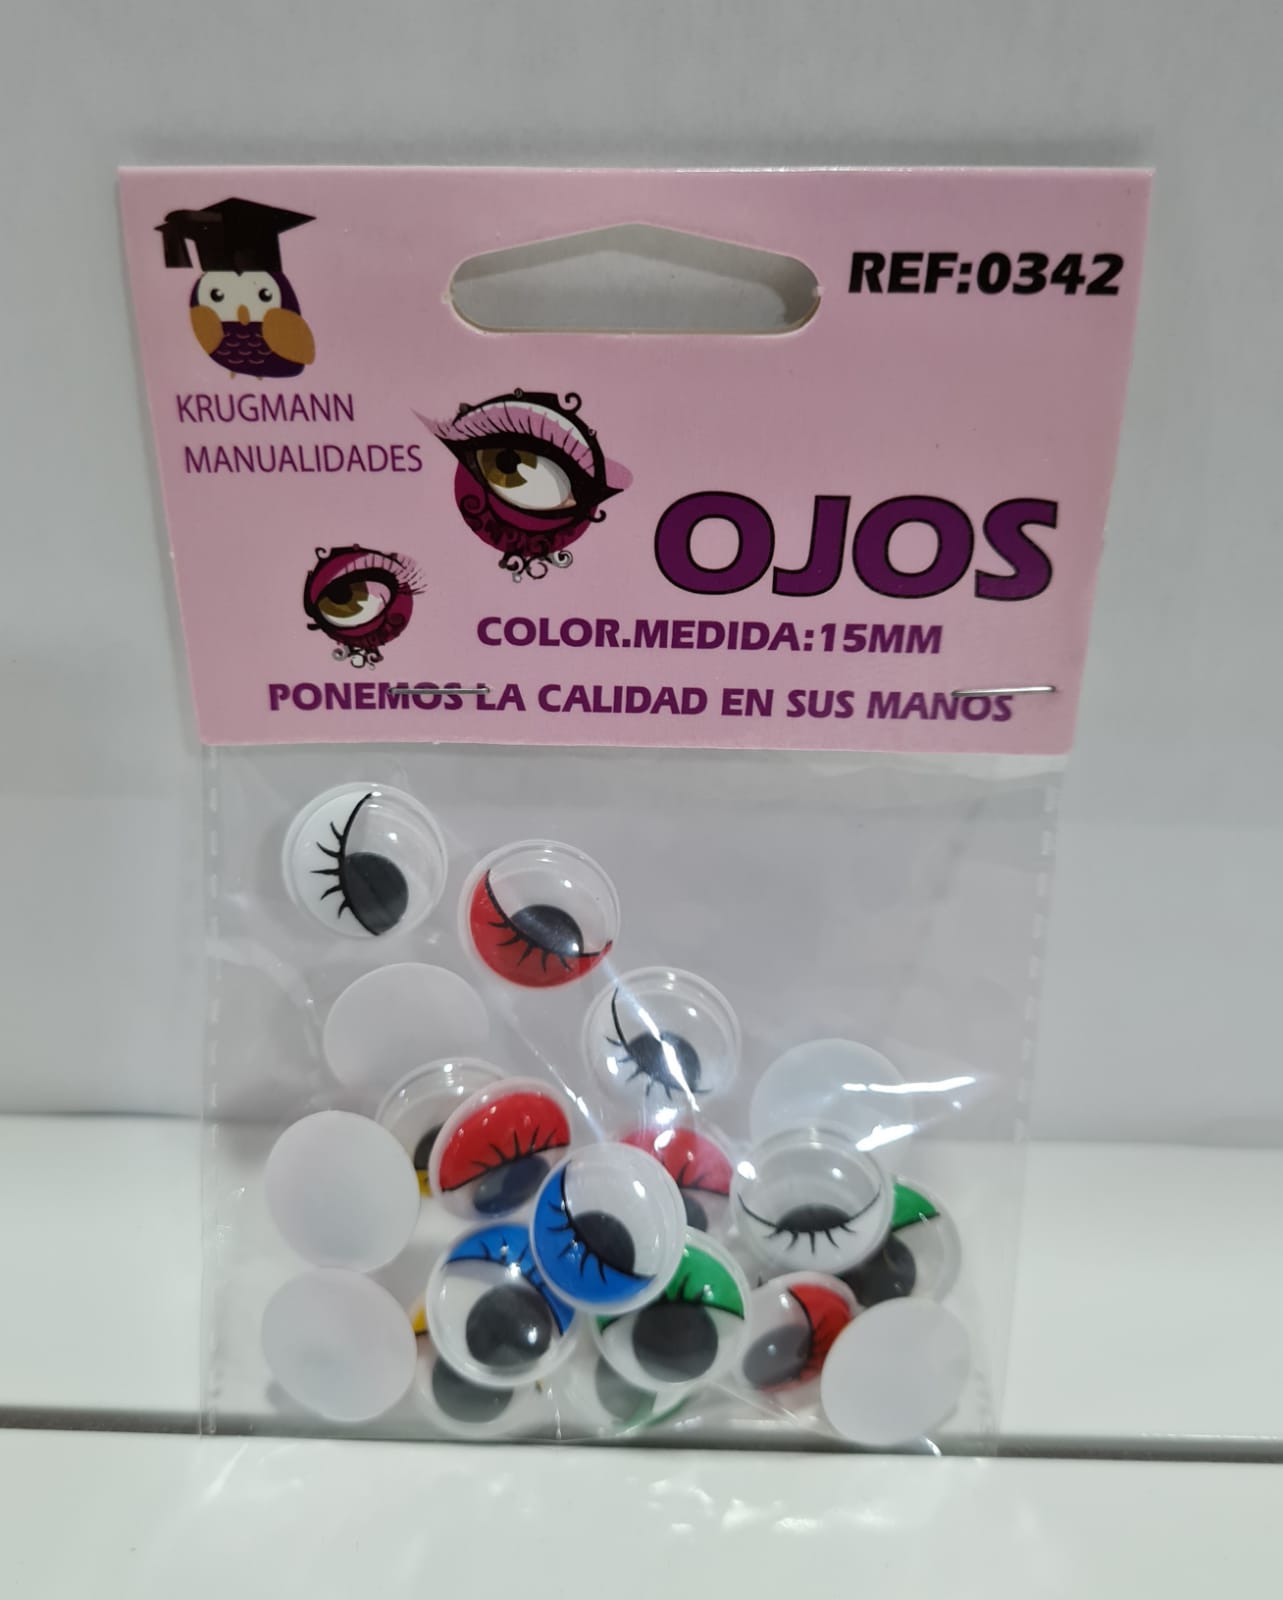 REF:0342
KRUGMANN
MANUALIDADES
OJOS
COLOR.MEDIDA:15MM
PONEMOS LA CALIDAD EN SUS MANOS